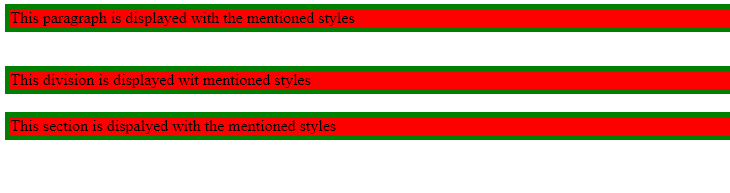 This paragraph is displayed with the mentioned styles
This division is displayed wit mentioned styles
This section is dispalyed with the mentioned styles